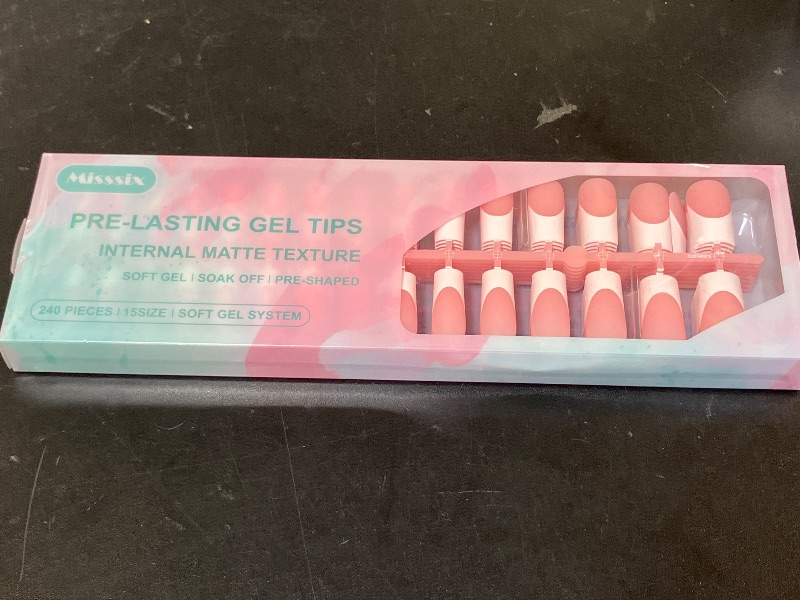 Misssix
PRE-LASTING GEL TIPS
INTERNAL MATTE TEXTURE
SOFT GEL | SOAK OFF | PRE-SHAPED
240 PIECES | 15SIZE | SOFT GEL SYSTEM